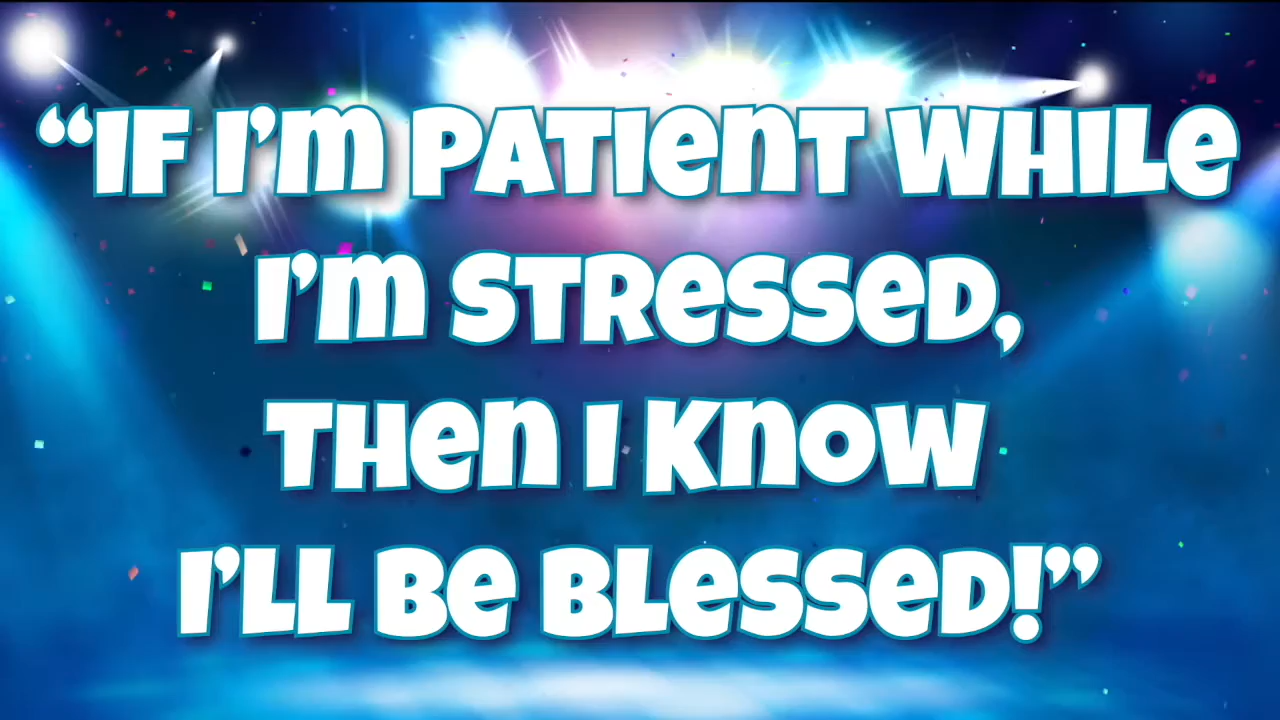 “IF I’m PATIENT WHILE
I’m STRESSED,
THEN I KNOW
I’LL BE BLESSED!”